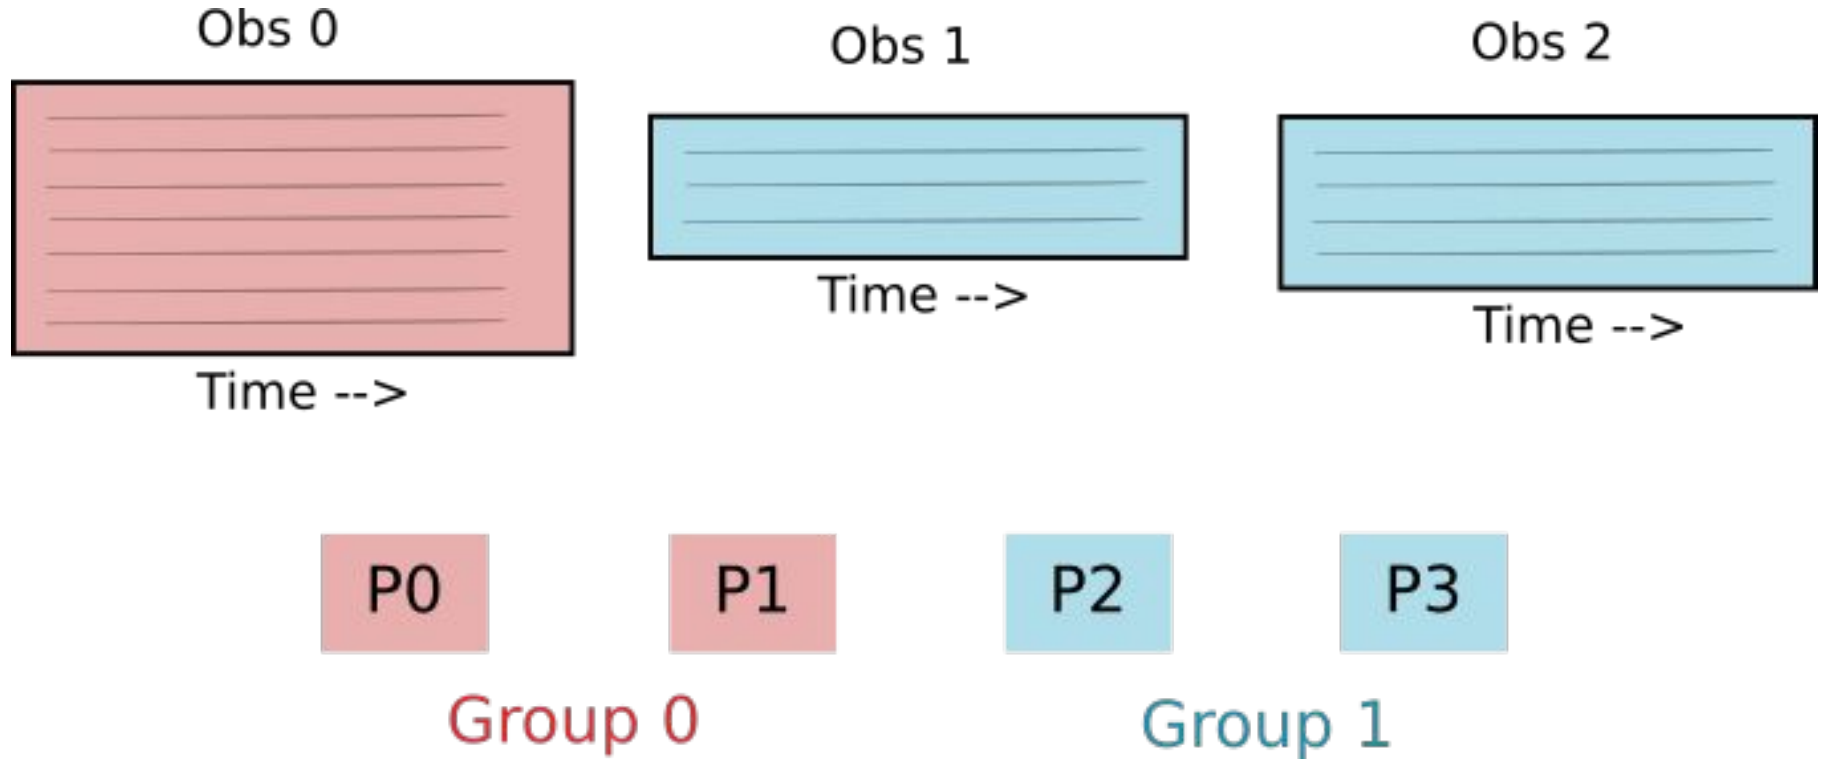 Obs 0
Obs 1
Obs 2
Time -->
Time -->
Time -->
P0
P1
P2
P3
Group 0
Group 1